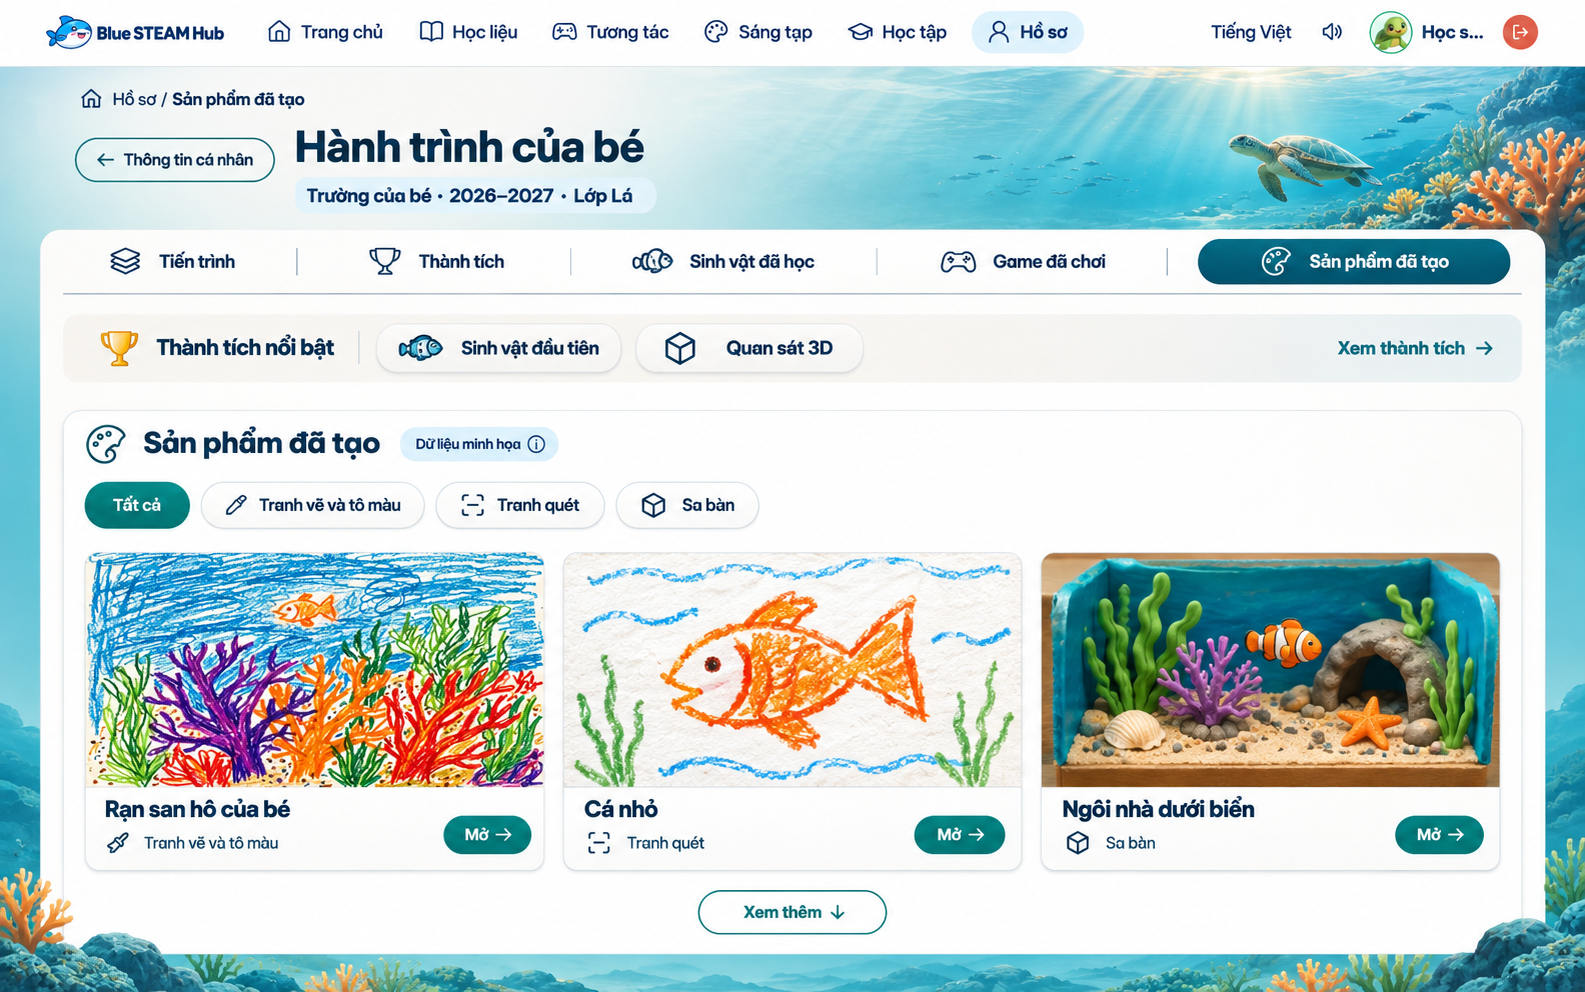 Blue STEAM Hub
Trang chủ
Học liệu
Tương tác
Sáng tạp
Học tập
Hồ sơ
Tiếng Việt
Học s...
Hồ sơ / Sản phẩm đã tạo
← Thông tin cá nhân
Hành trình của bé
Trường của bé • 2026–2027 • Lớp Lá
Tiến trình
Thành tích
Sinh vật đã học
Game đã chơi
Sản phẩm đã tạo
Thành tích nổi bật
Sinh vật đầu tiên
Quan sát 3D
Xem thành tích →
Sản phẩm đã tạo
Dữ liệu minh họa
Tất cả
Tranh vẽ và tô màu
Tranh quét
Sa bàn
Rạn san hô của bé
Tranh vẽ và tô màu
Mở →
Cá nhỏ
Tranh quét
Mở →
Ngôi nhà dưới biển
Sa bàn
Mở →
Xem thêm ↓